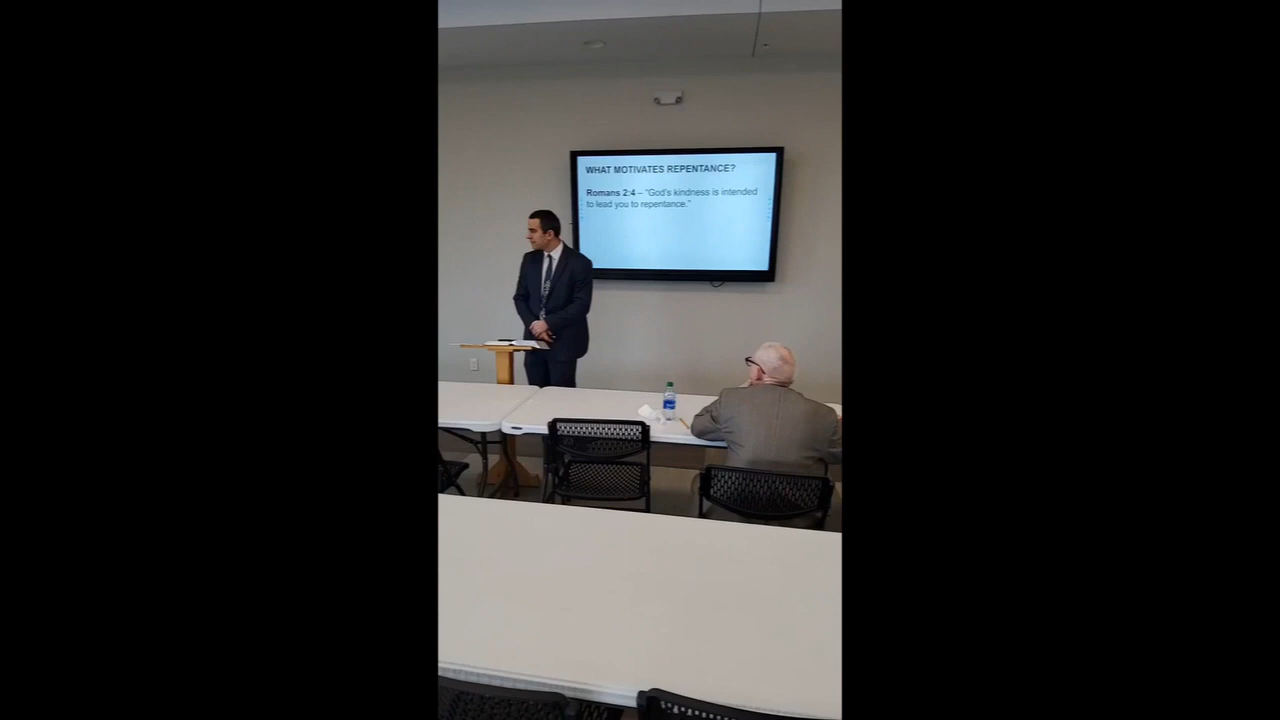 WHAT MOTIVATES REPENTANCE?
Romans 2:4 – "God's kindness is intended
to lead you to repentance."